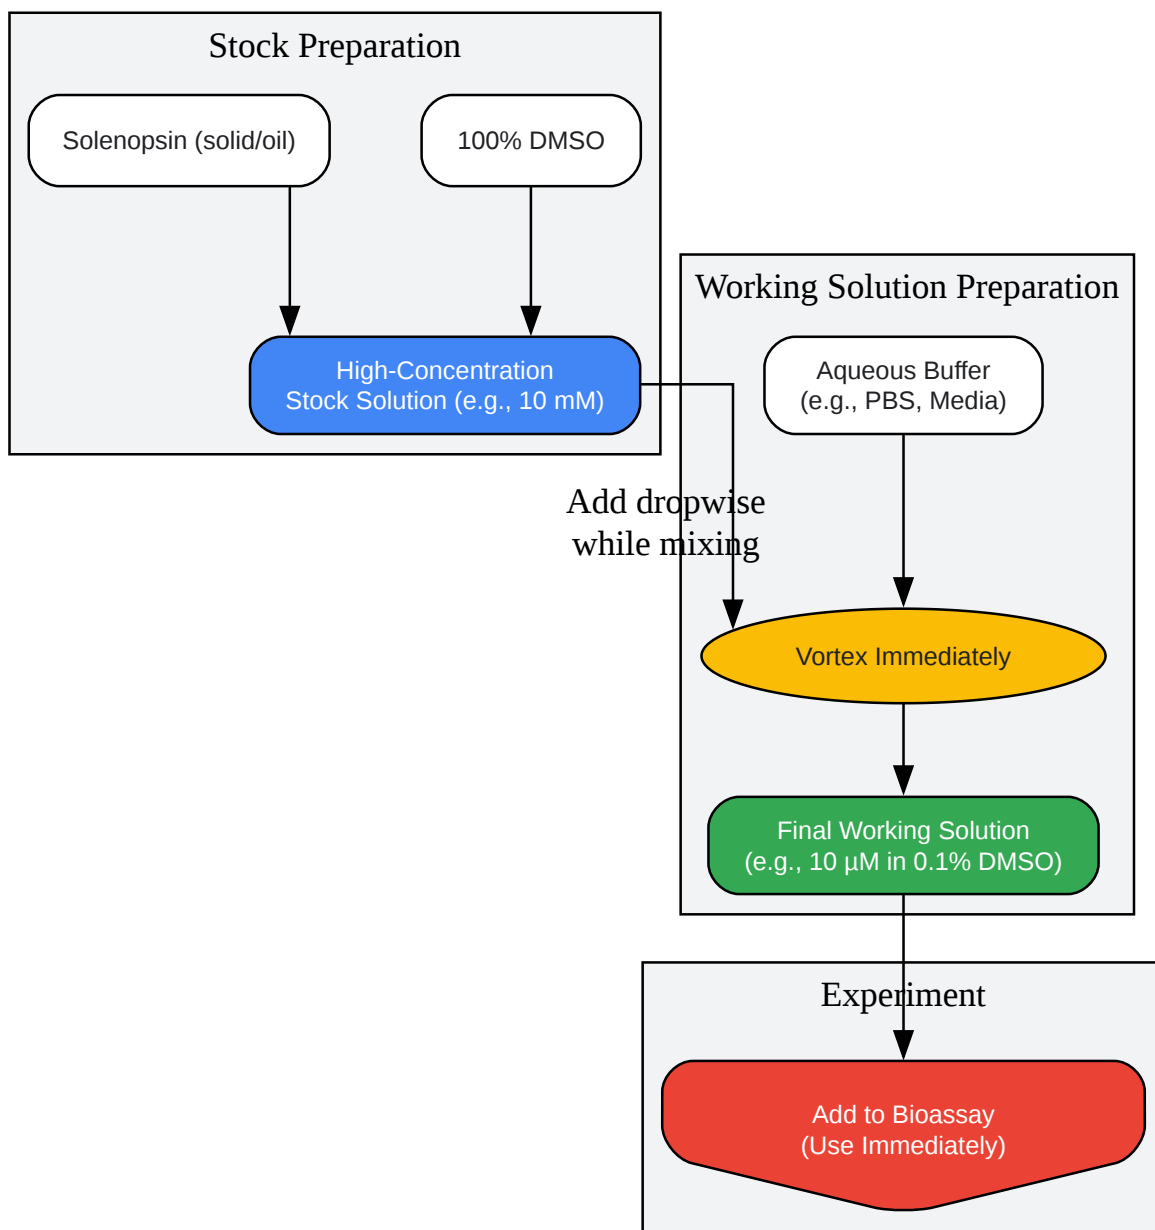 Stock Preparation
Solenopsin (solid/oil)
100% DMSO
High-Concentration
Stock Solution (e.g., 10 mM)
Working Solution Preparation
Aqueous Buffer
(e.g., PBS, Media)
Add dropwise
while mixing
Vortex Immediately
Final Working Solution
(e.g., 10 µM in 0.1% DMSO)
Experiment
Add to Bioassay
(Use Immediately)